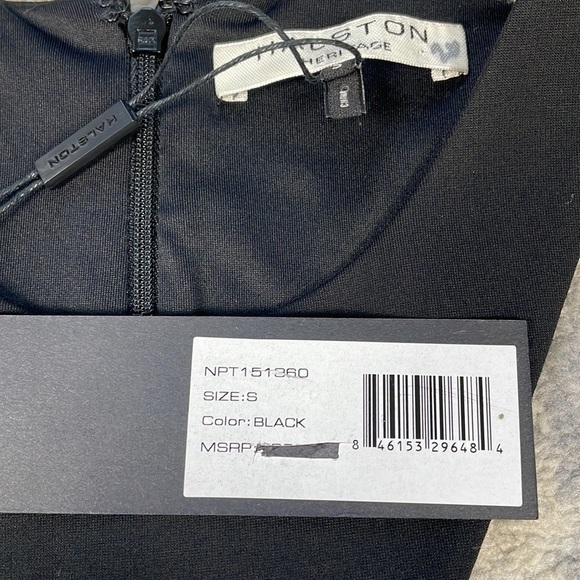 HALSTON
HERITAGE
HALSTON
NPT151360
SIZE:S
Color:BLACK
MSRP
8 46153 29648 4